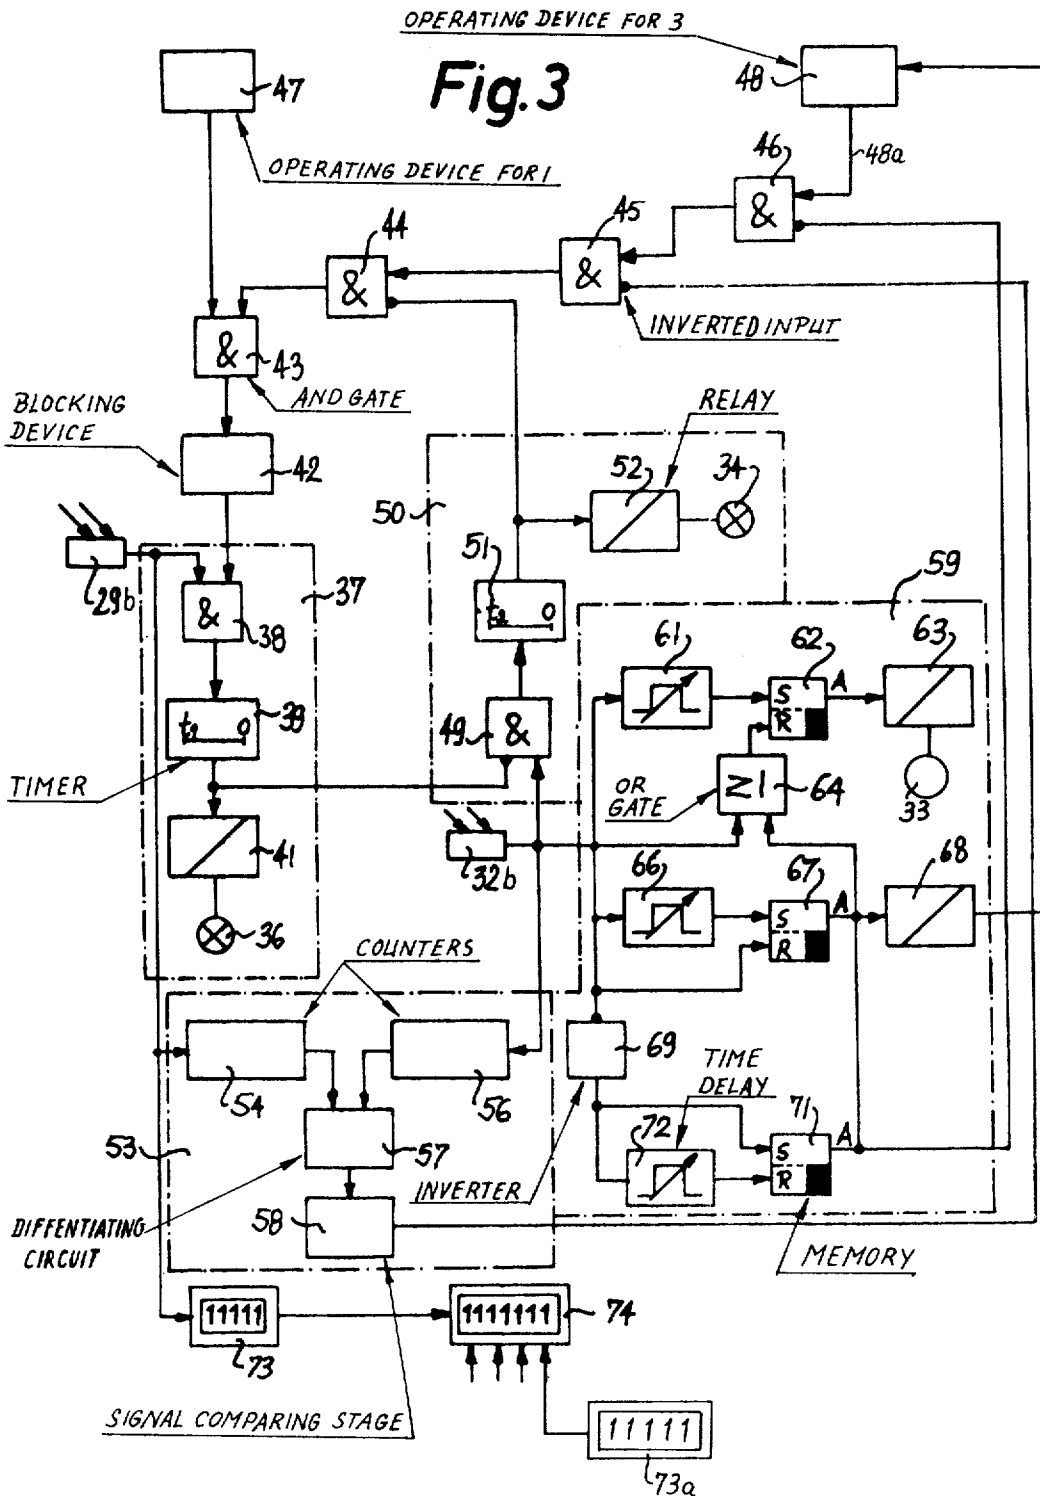 OPERATING DEVICE FOR 3
47
Fig. 3
48
OPERATING DEVICE FOR 1
46
48a
&
45
44
&
&
INVERTED INPUT
&
43
AND GATE
BLOCKING
DEVICE
RELAY
42
52
34
50
51
29b
t2 0
37
59
&
38
61
62
63
S
A
R
49
&
39
0
TIMER
OR
GATE
≥1
64
33
41
32b
66
67
68
S
A
R
36
COUNTERS
69
TIME
DELAY
54
56
72
71
S
A
R
53
57
INVERTER
58
DIFFENTIATING
CIRCUIT
MEMORY
11111
1111111
74
73
SIGNAL COMPARING STAGE
11111
73a